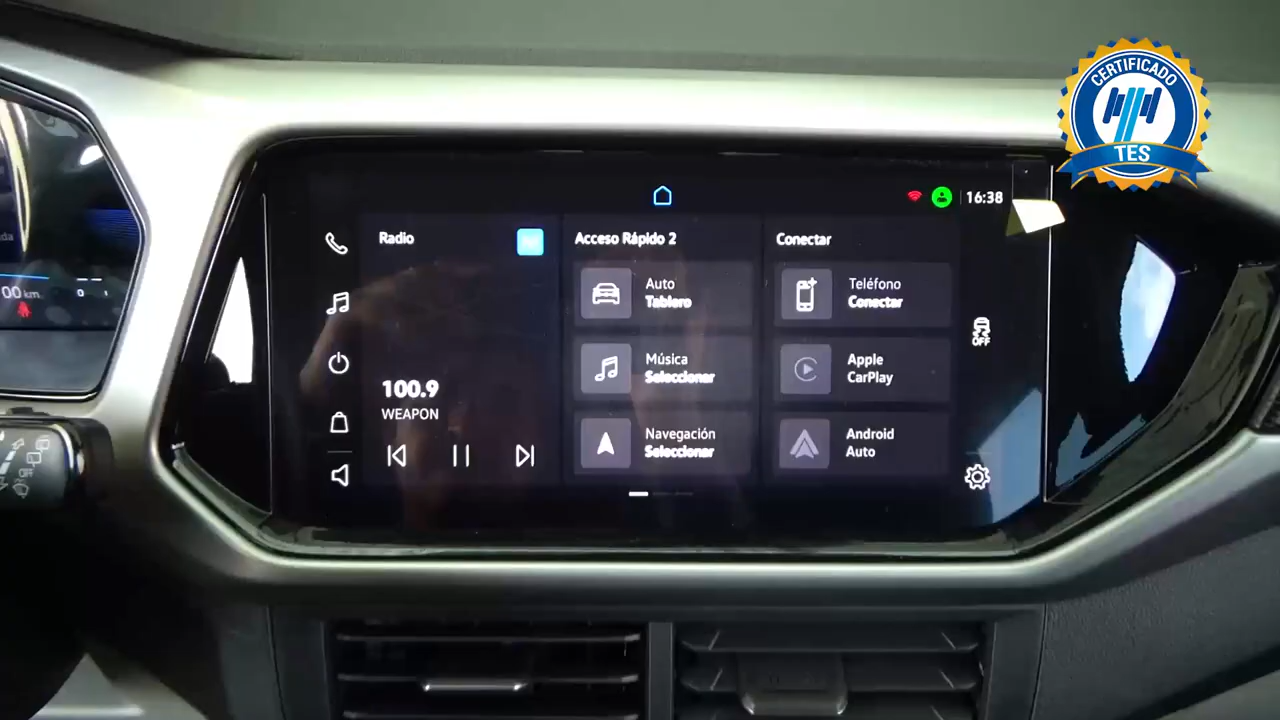 CERTIFICADO
TES
16:38
Radio
100.9
WEAPON
Acceso Rápido 2
Auto
Tablero
Música
Seleccionar
Navegación
Seleccionar
Conectar
Teléfono
Conectar
Apple
CarPlay
Android
Auto
OFF
00 km
OFF